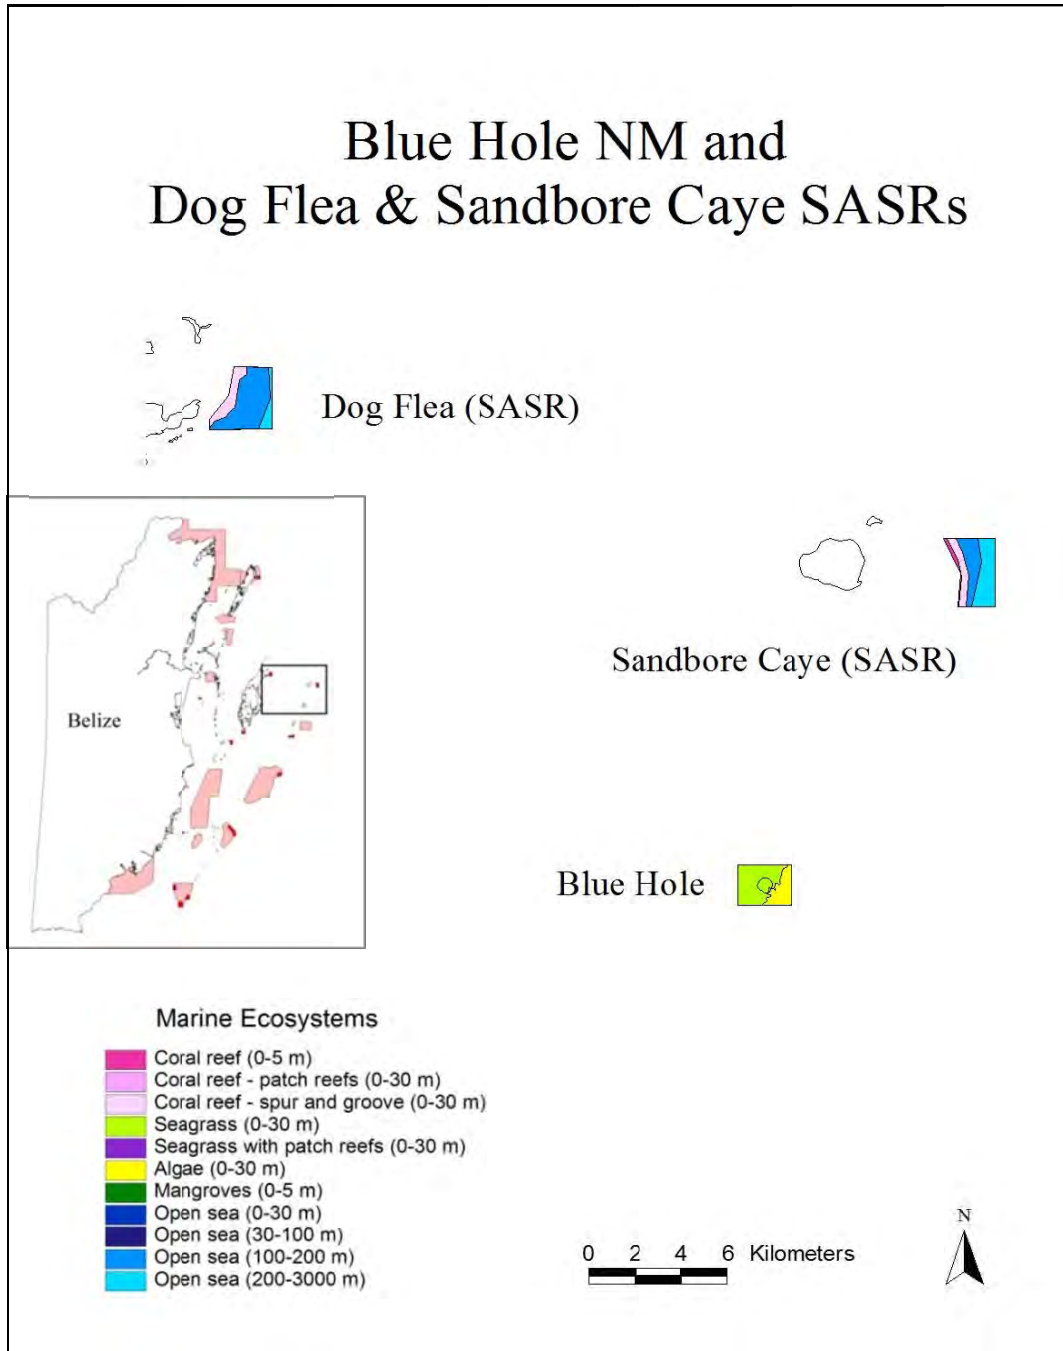 Blue Hole NM and
Dog Flea & Sandbore Caye SASRs
Dog Flea (SASR)
Sandbore Caye (SASR)
Belize
Blue Hole
Marine Ecosystems
Coral reef (0-5 m)
Coral reef - patch reefs (0-30 m)
Coral reef - spur and groove (0-30 m)
Seagrass (0-30 m)
Seagrass with patch reefs (0-30 m)
Algae (0-30 m)
Mangroves (0-5 m)
Open sea (0-30 m)
Open sea (30-100 m)
Open sea (100-200 m)
Open sea (200-3000 m)
0 2 4 6 Kilometers
N